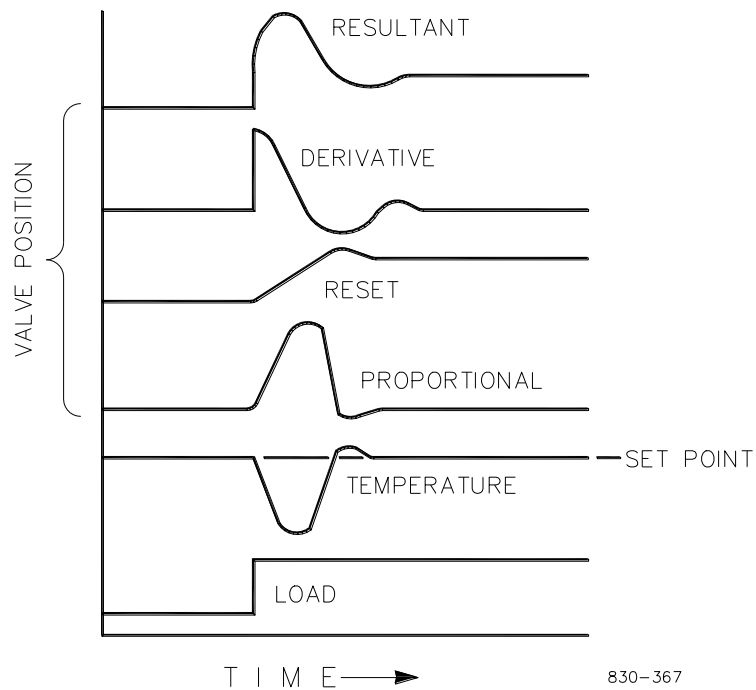 RESULTANT
DERIVATIVE
VALVE POSITION
RESET
PROPORTIONAL
SET POINT
TEMPERATURE
LOAD
TIME
830-367